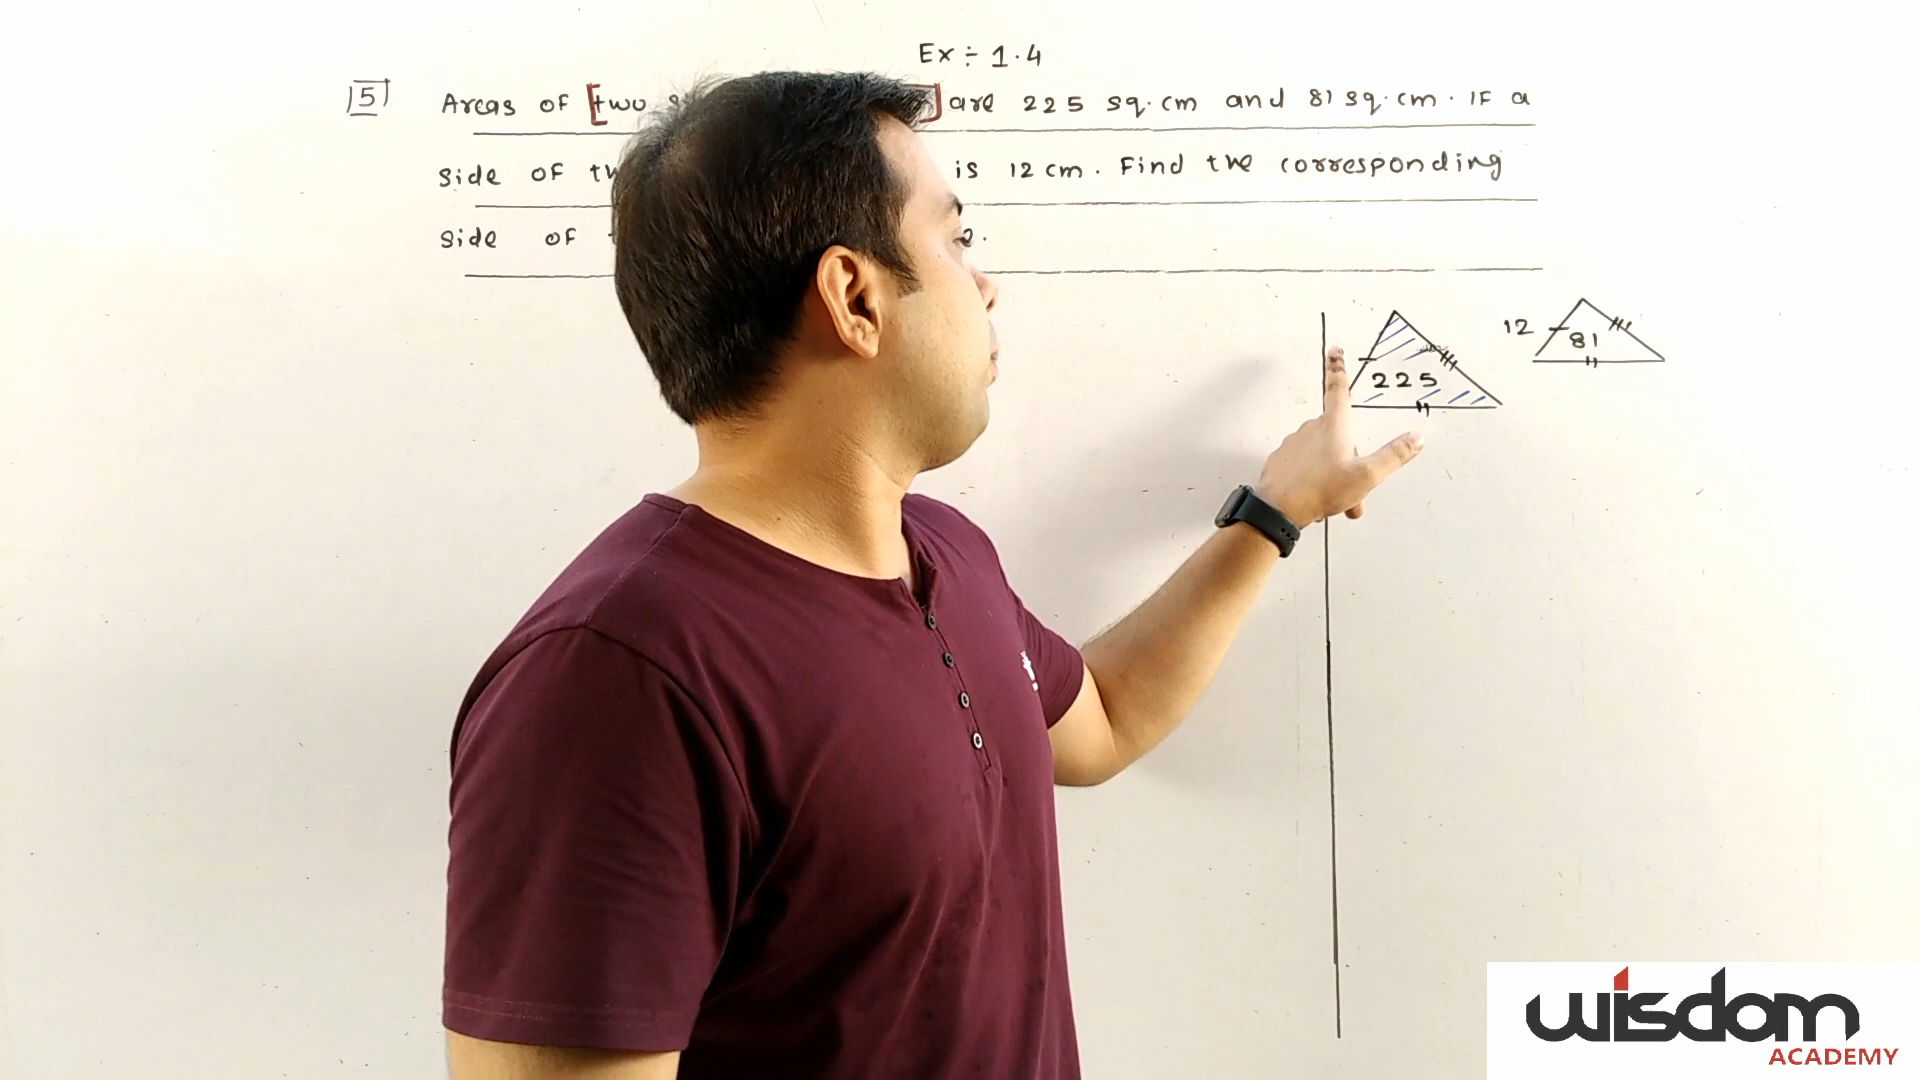 Ex ÷ 1.4
5 Areas of [two ] are 225 sq.cm and 81 sq.cm. If a
side of is 12 cm. Find the corresponding
side of
12
81
225
wisdom
ACADEMY